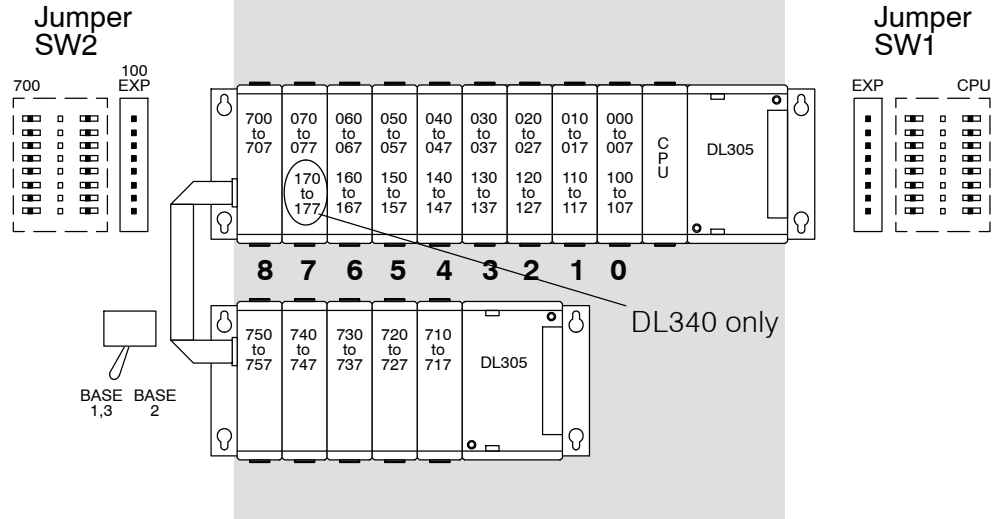 Jumper
SW2
Jumper
SW1
700
100
EXP
EXP
CPU
700
to
707
070
to
077
170
to
177
060
to
067
160
to
167
050
to
057
150
to
157
040
to
047
140
to
147
030
to
037
130
to
137
020
to
027
120
to
127
010
to
017
110
to
117
000
to
007
100
to
107
C
P
U
DL305
8 7 6 5 4 3 2 1 0
DL340 only
750
to
757
740
to
747
730
to
737
720
to
727
710
to
717
DL305
BASE
1,3
BASE
2